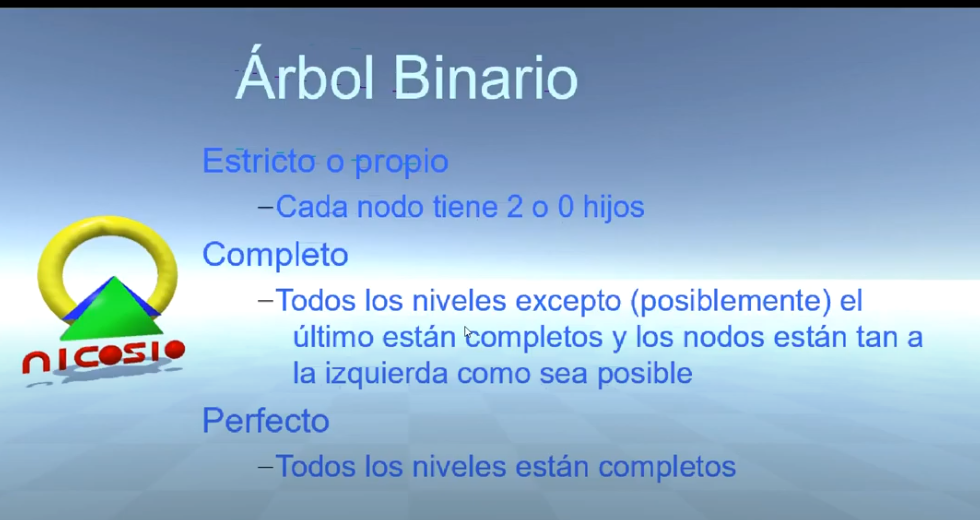 Árbol Binario
Estricto o propio
–Cada nodo tiene 2 o 0 hijos
Completo
–Todos los niveles excepto (posiblemente) el
último están completos y los nodos están tan a
la izquierda como sea posible
nicosio
Perfecto
–Todos los niveles están completos